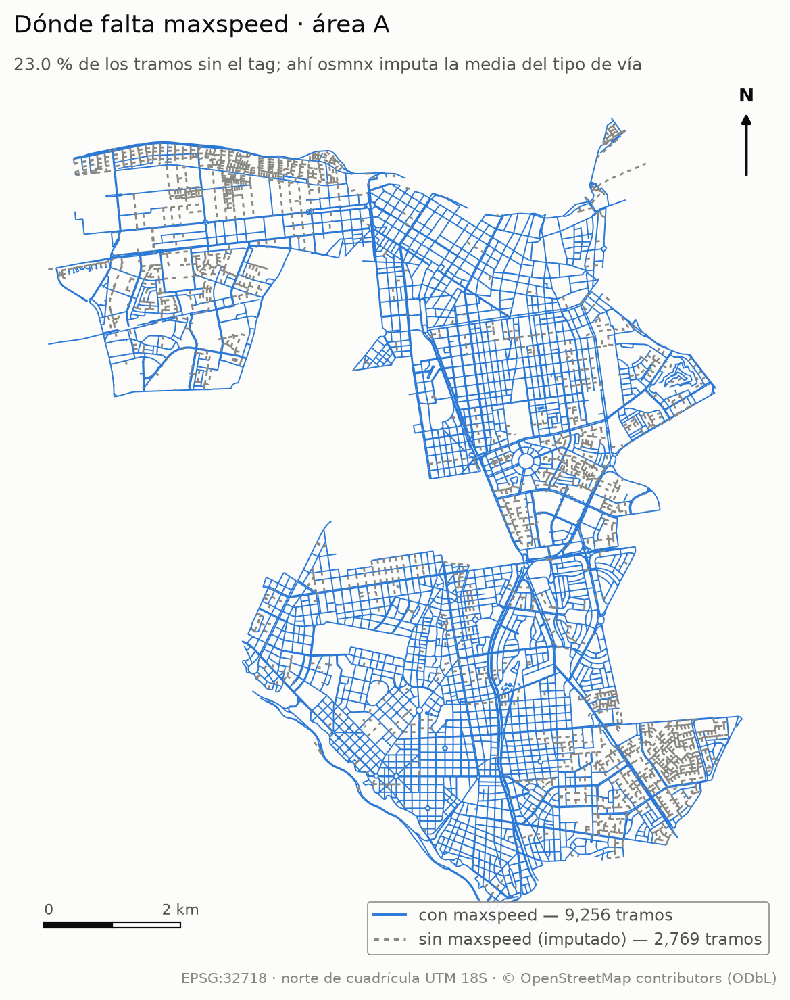 Dónde falta maxspeed · área A
23.0 % de los tramos sin el tag; ahí osmnx imputa la media del tipo de vía
N
0 2 km
con maxspeed — 9,256 tramos
sin maxspeed (imputado) — 2,769 tramos
EPSG:32718 · norte de cuadrícula UTM 18S · © OpenStreetMap contributors (ODbL)